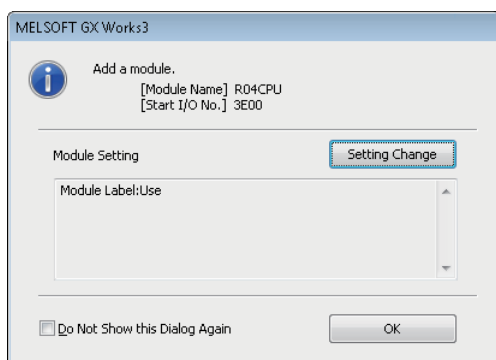 MELSOFT GX Works3
Add a module.
[Module Name] R04CPU
[Start I/O No.] 3E00
Module Setting
Setting Change
Module Label:Use
Do Not Show this Dialog Again
OK